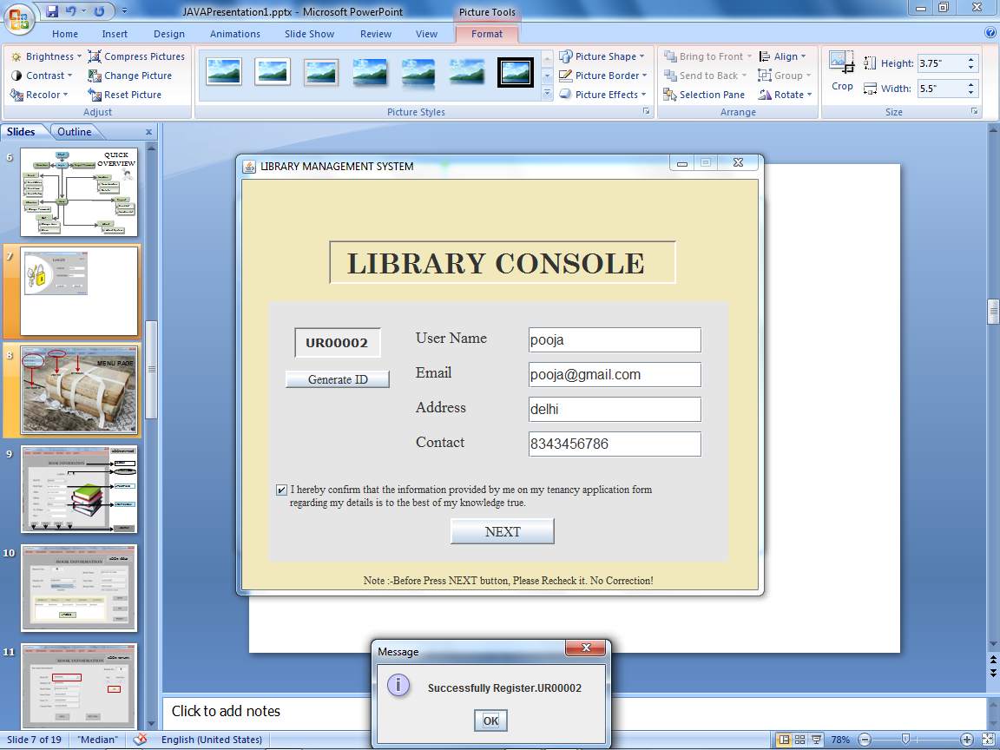 JAVAPresentation1.pptx - Microsoft PowerPoint
Picture Tools
Home Insert Design Animations Slide Show Review View Format
Brightness
Contrast
Recolor
Compress Pictures
Change Picture
Reset Picture
Adjust
Picture Styles
Picture Shape
Picture Border
Picture Effects
Bring to Front
Send to Back
Selection Pane
Align
Group
Rotate
Arrange
Crop
Height: 3.75"
Width: 5.5"
Size
Slides Outline
6
QUICK
OVERVIEW
7
LOGIN
8
MENU PAGE
9
BOOK INFORMATION
10
BOOK INFORMATION
11
BOOK INFORMATION
LIBRARY MANAGEMENT SYSTEM
LIBRARY CONSOLE
UR00002
Generate ID
User Name pooja
Email pooja@gmail.com
Address delhi
Contact 8343456786
I hereby confirm that the information provided by me on my tenancy application form
regarding my details is to the best of my knowledge true.
NEXT
Note :-Before Press NEXT button, Please Recheck it. No Correction!
Message
Successfully Register.UR00002
OK
Click to add notes
Slide 7 of 19 "Median" English (United States) 78%